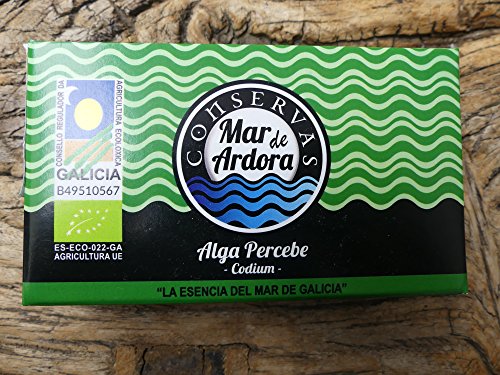 CONSELLO REGULADOR DA
AGRICULTURA ECOLOXICA
GALICIA
B49510567
ES-ECO-022-GA
AGRICULTURA UE
CONSERVAS
Mar de
Ardora
Alga Percebe
- Codium -
"LA ESENCIA DEL MAR DE GALICIA"